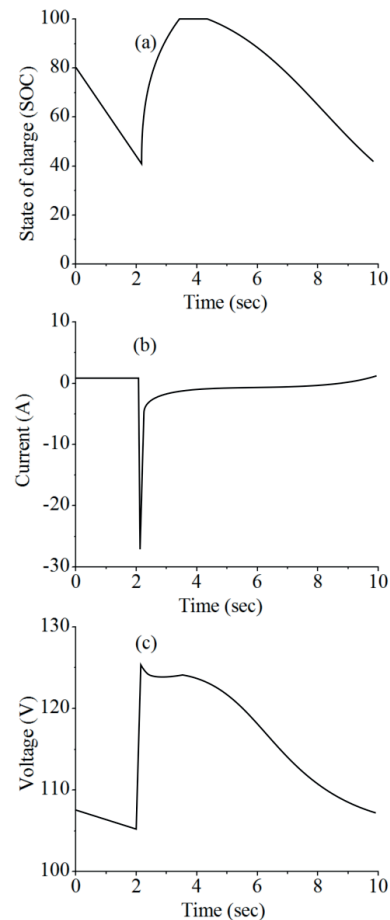 100
(a)
80
60
40
20
0
State of charge (SOC)
0 2 4 6 8 10
Time (sec)
10
(b)
0
-10
-20
-30
Current (A)
0 2 4 6 8 10
Time (sec)
130
(c)
120
110
100
Voltage (V)
0 2 4 6 8 10
Time (sec)